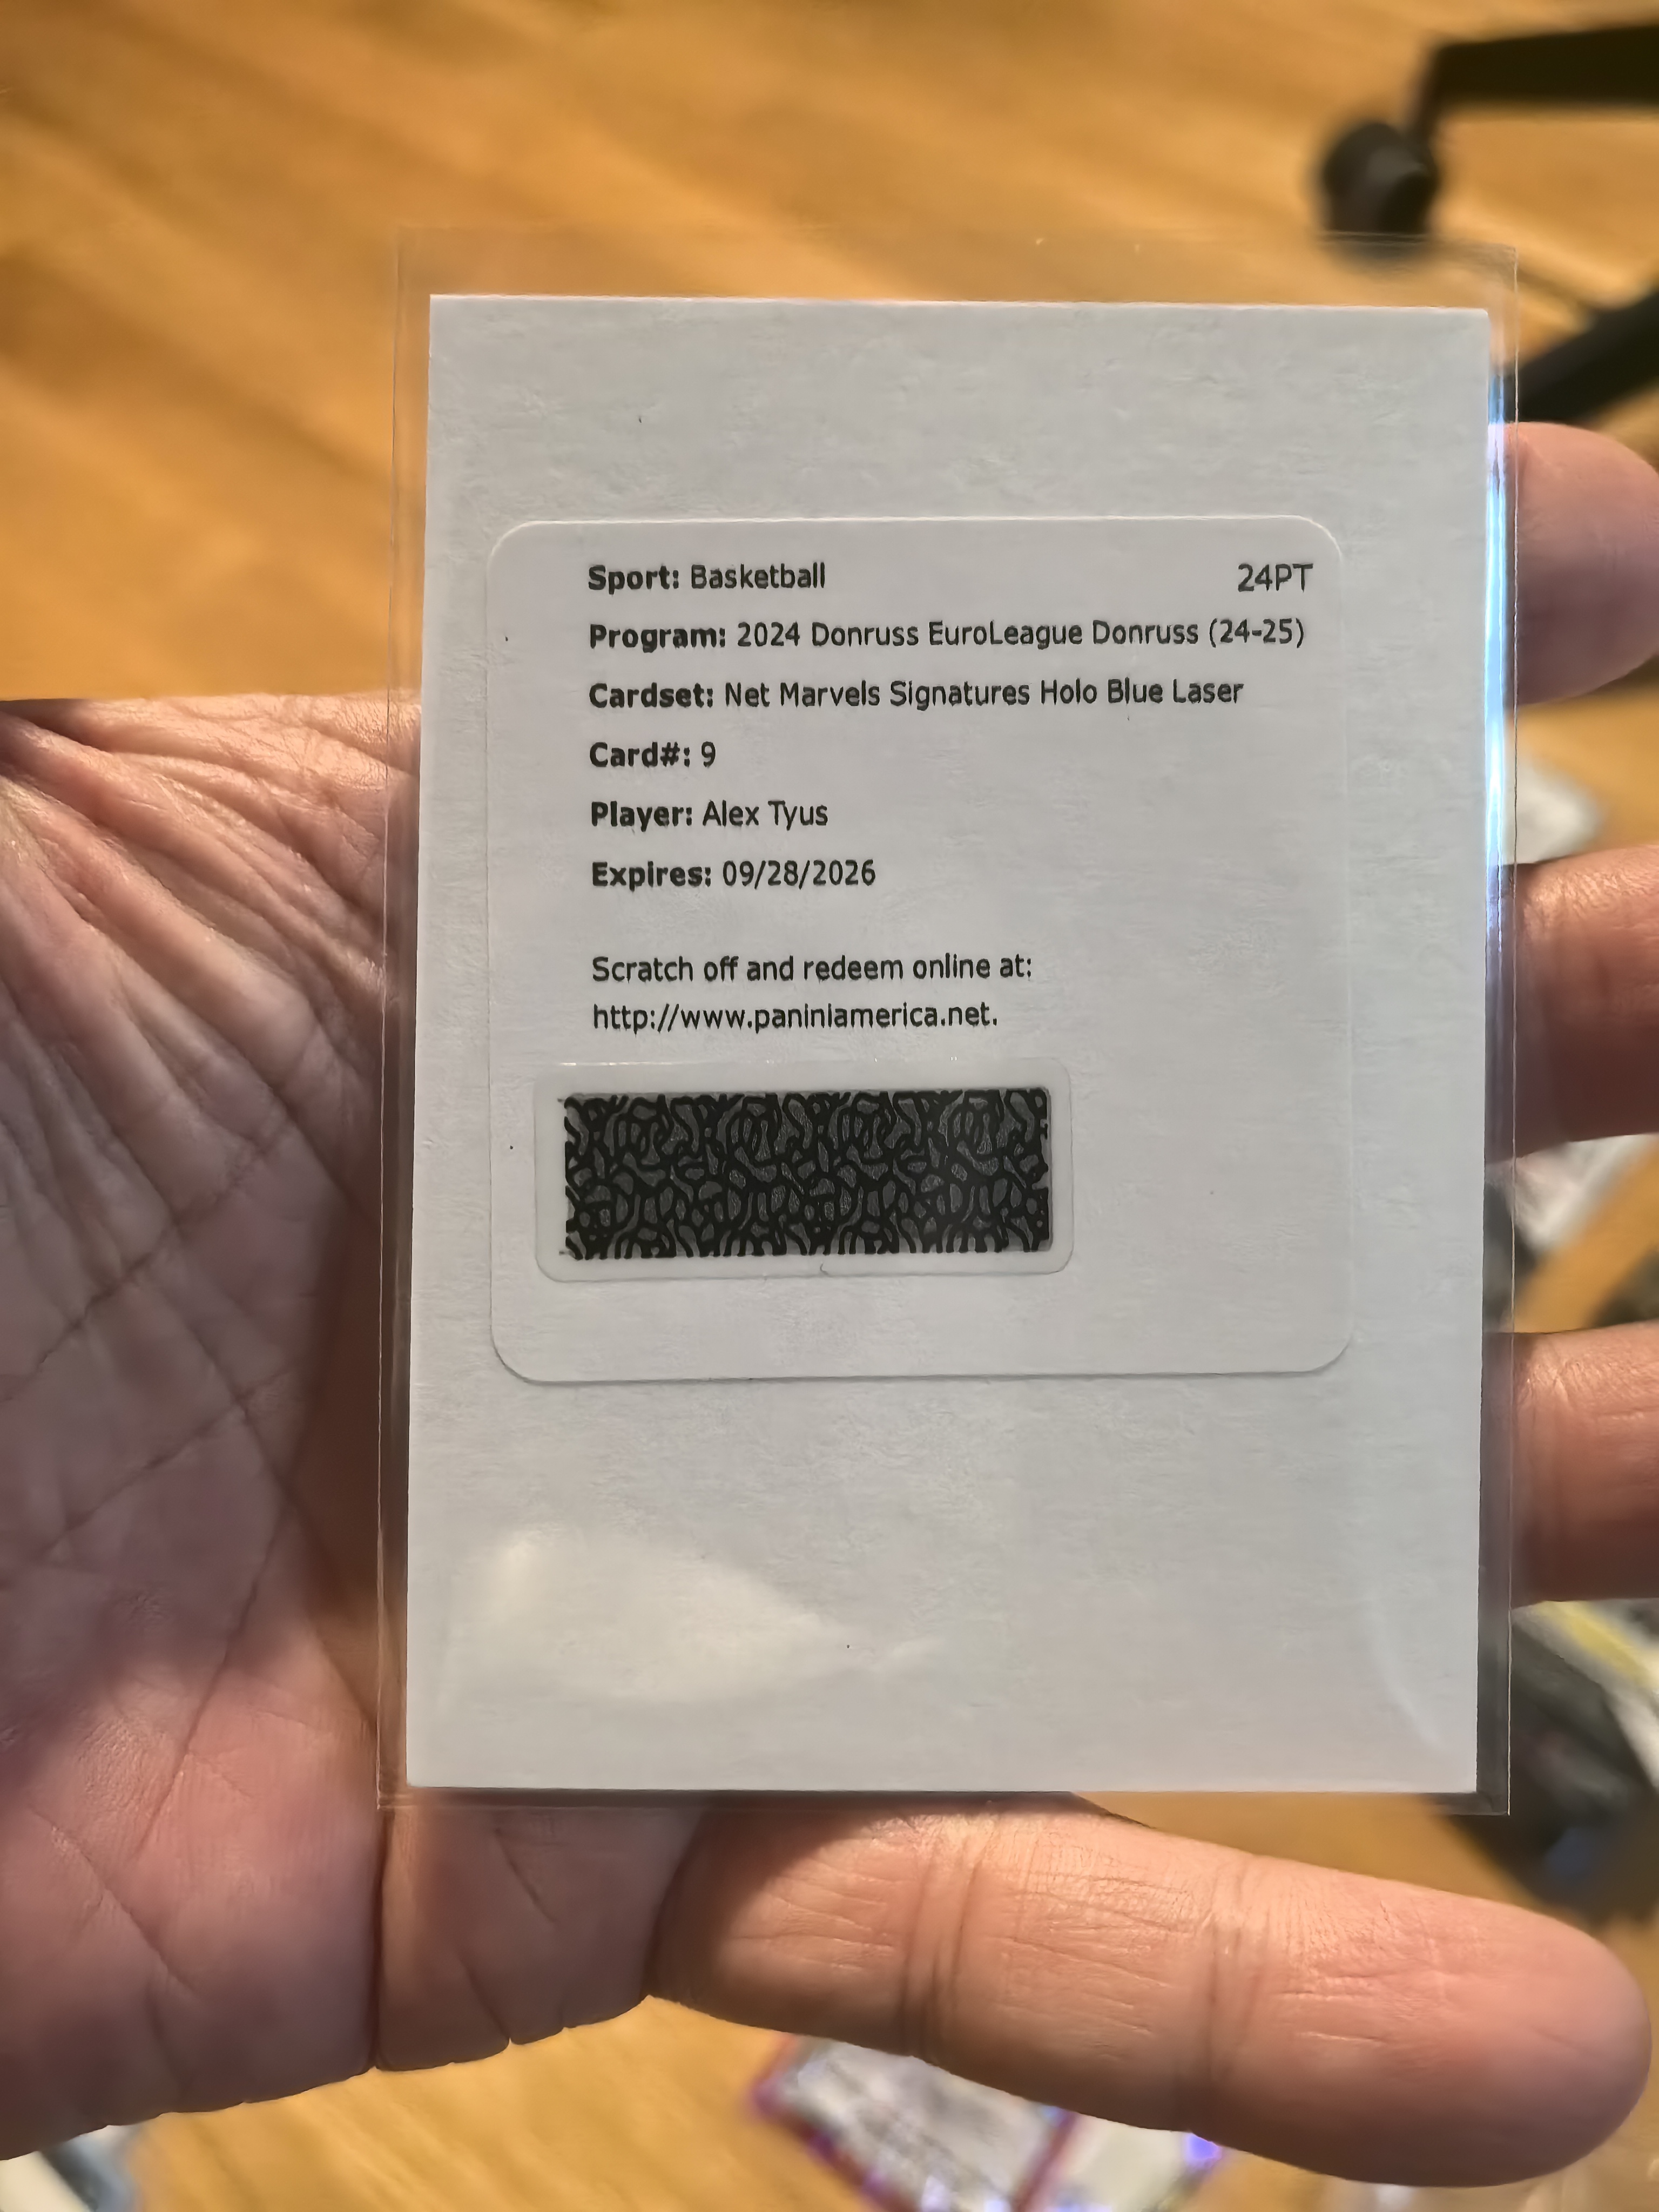 Sport: Basketball 24PT
Program: 2024 Donruss EuroLeague Donruss (24-25)
Cardset: Net Marvels Signatures Holo Blue Laser
Card#: 9
Player: Alex Tyus
Expires: 09/28/2026
Scratch off and redeem online at:
http://www.paniniamerica.net.